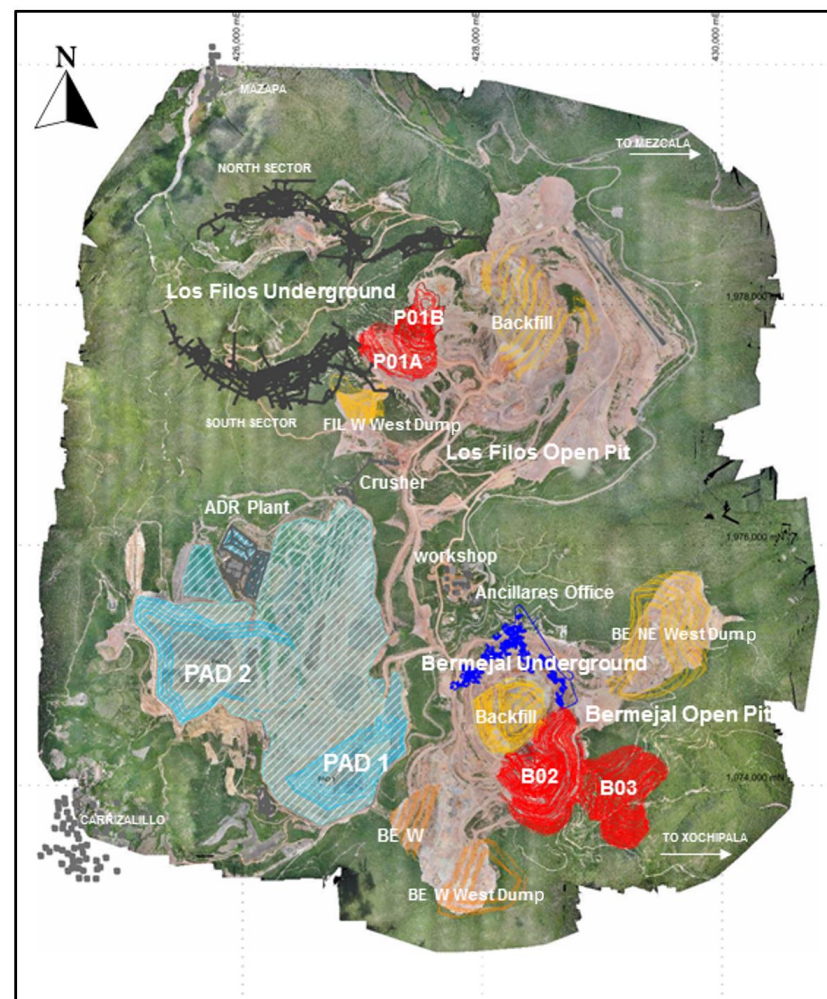 426,000 mE
428,000 mE
430,000 mE
N
MAZAPA
TO MEZCALA
NORTH SECTOR
Los Filos Underground
1,978,000 mN
P01B
Backfill
P01A
SOUTH SECTOR
FIL W West Dump
Los Filos Open Pit
Crusher
ADR Plant
1,976,000 mN
workshop
Ancillares Office
BE NE West Dump
Bermejal Underground
PAD 2
Backfill
Bermejal Open Pit
PAD 1
B02
B03
1,974,000 mN
CARRIZALILLO
BE W
TO XOCHIPALA
BE W West Dump